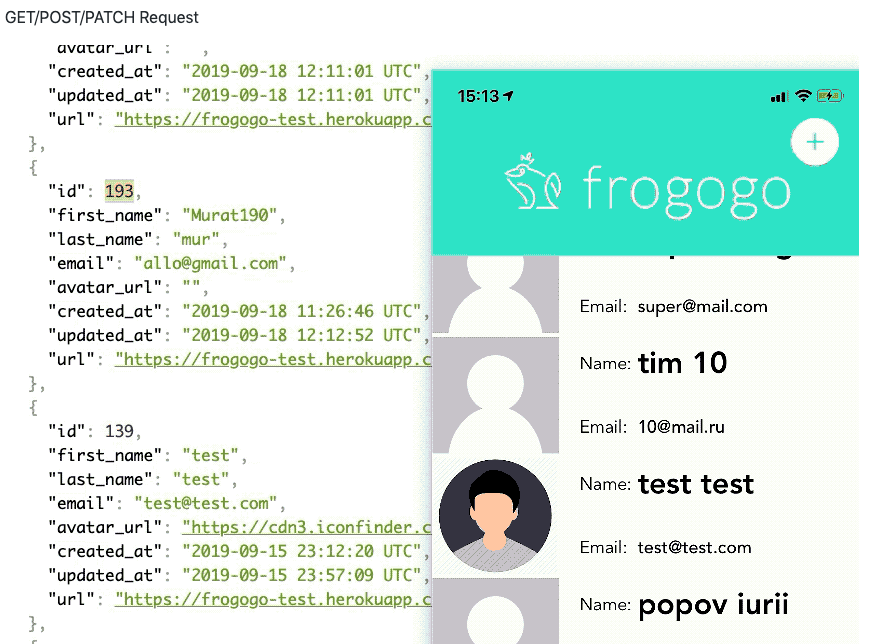 GET/POST/PATCH Request
"avatar_url": "",
"created_at": "2019-09-18 12:11:01 UTC",
"updated_at": "2019-09-18 12:11:01 UTC",
"url": "https://frogogo-test.herokuapp.c
},
{
"id": 193,
"first_name": "Murat190",
"last_name": "mur",
"email": "allo@gmail.com",
"avatar_url": "",
"created_at": "2019-09-18 11:26:46 UTC",
"updated_at": "2019-09-18 12:12:52 UTC",
"url": "https://frogogo-test.herokuapp.c
},
{
"id": 139,
"first_name": "test",
"last_name": "test",
"email": "test@test.com",
"avatar_url": "https://cdn3.iconfinder.c
"created_at": "2019-09-15 23:12:20 UTC",
"updated_at": "2019-09-15 23:57:09 UTC",
"url": "https://frogogo-test.herokuapp.c
},
{
15:13
+
frogogo
Email: super@mail.com
Name: tim 10
Email: 10@mail.ru
Name: test test
Email: test@test.com
Name: popov iurii